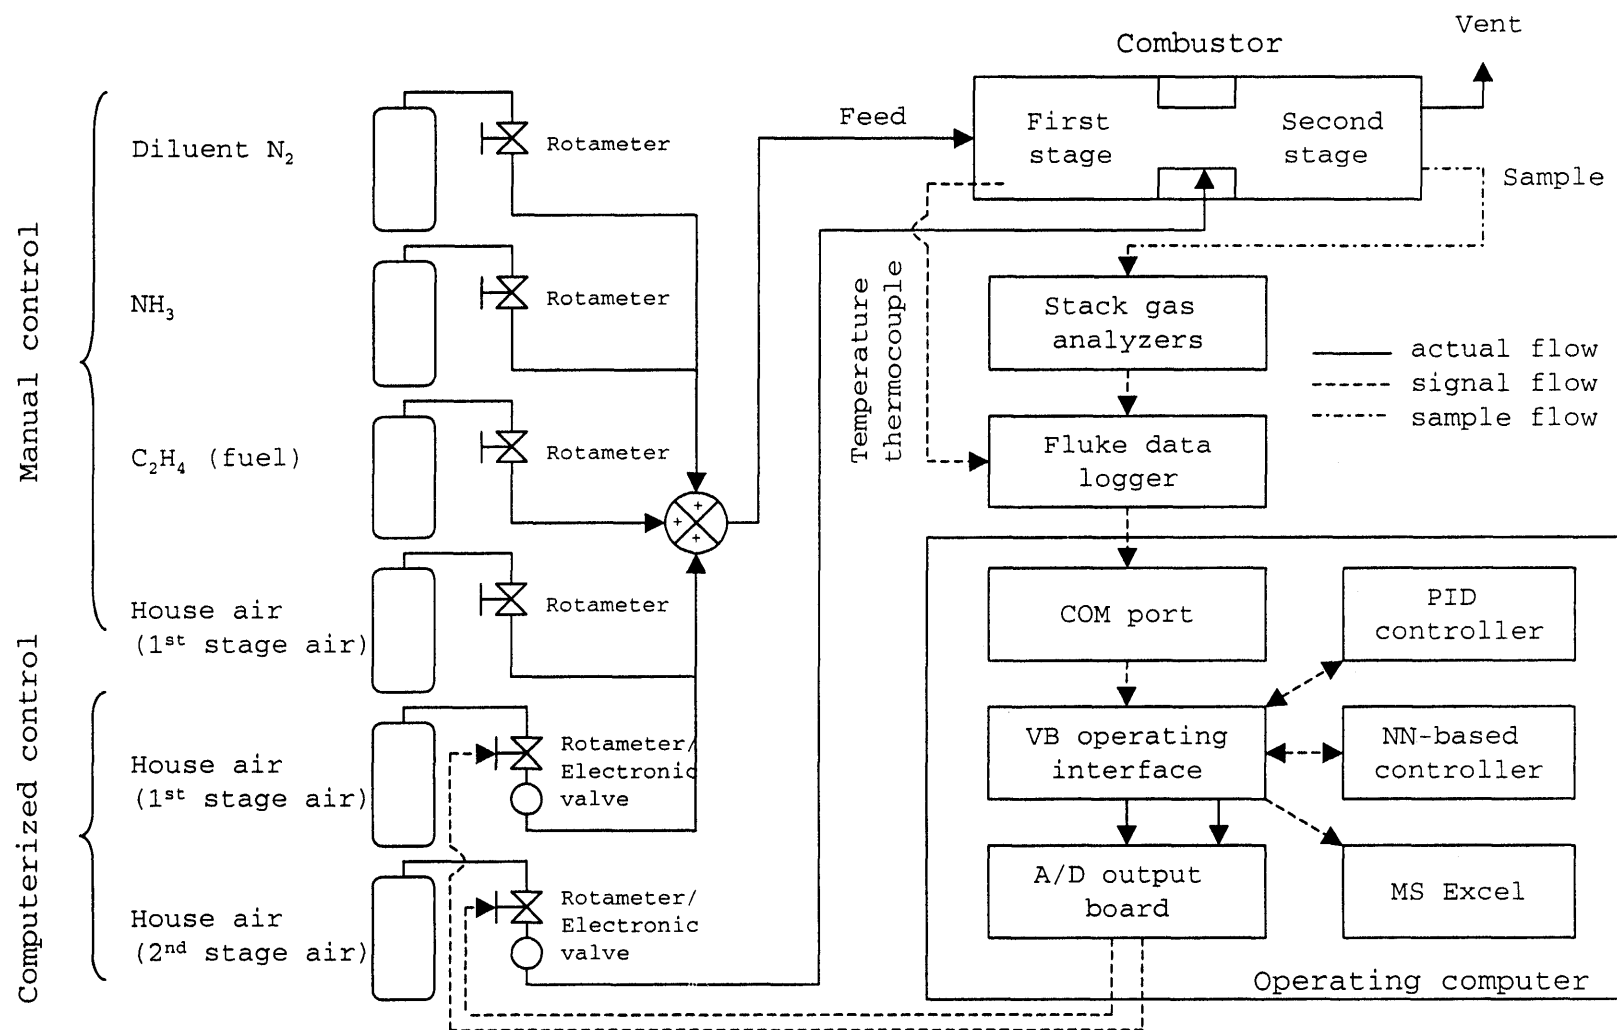 Vent
Combustor
Feed
First
stage
Second
stage
Sample
Manual control
Diluent N₂
Rotameter
NH₃
Rotameter
C₂H₄ (fuel)
Rotameter
House air
(1ˢᵗ stage air)
Rotameter
Computerized control
House air
(1ˢᵗ stage air)
Rotameter/
Electronic
valve
House air
(2ⁿᵈ stage air)
Rotameter/
Electronic
valve
+
+
+
Temperature
thermocouple
Stack gas
analyzers
Fluke data
logger
actual flow
signal flow
sample flow
COM port
PID
controller
VB operating
interface
NN-based
controller
A/D output
board
MS Excel
Operating computer